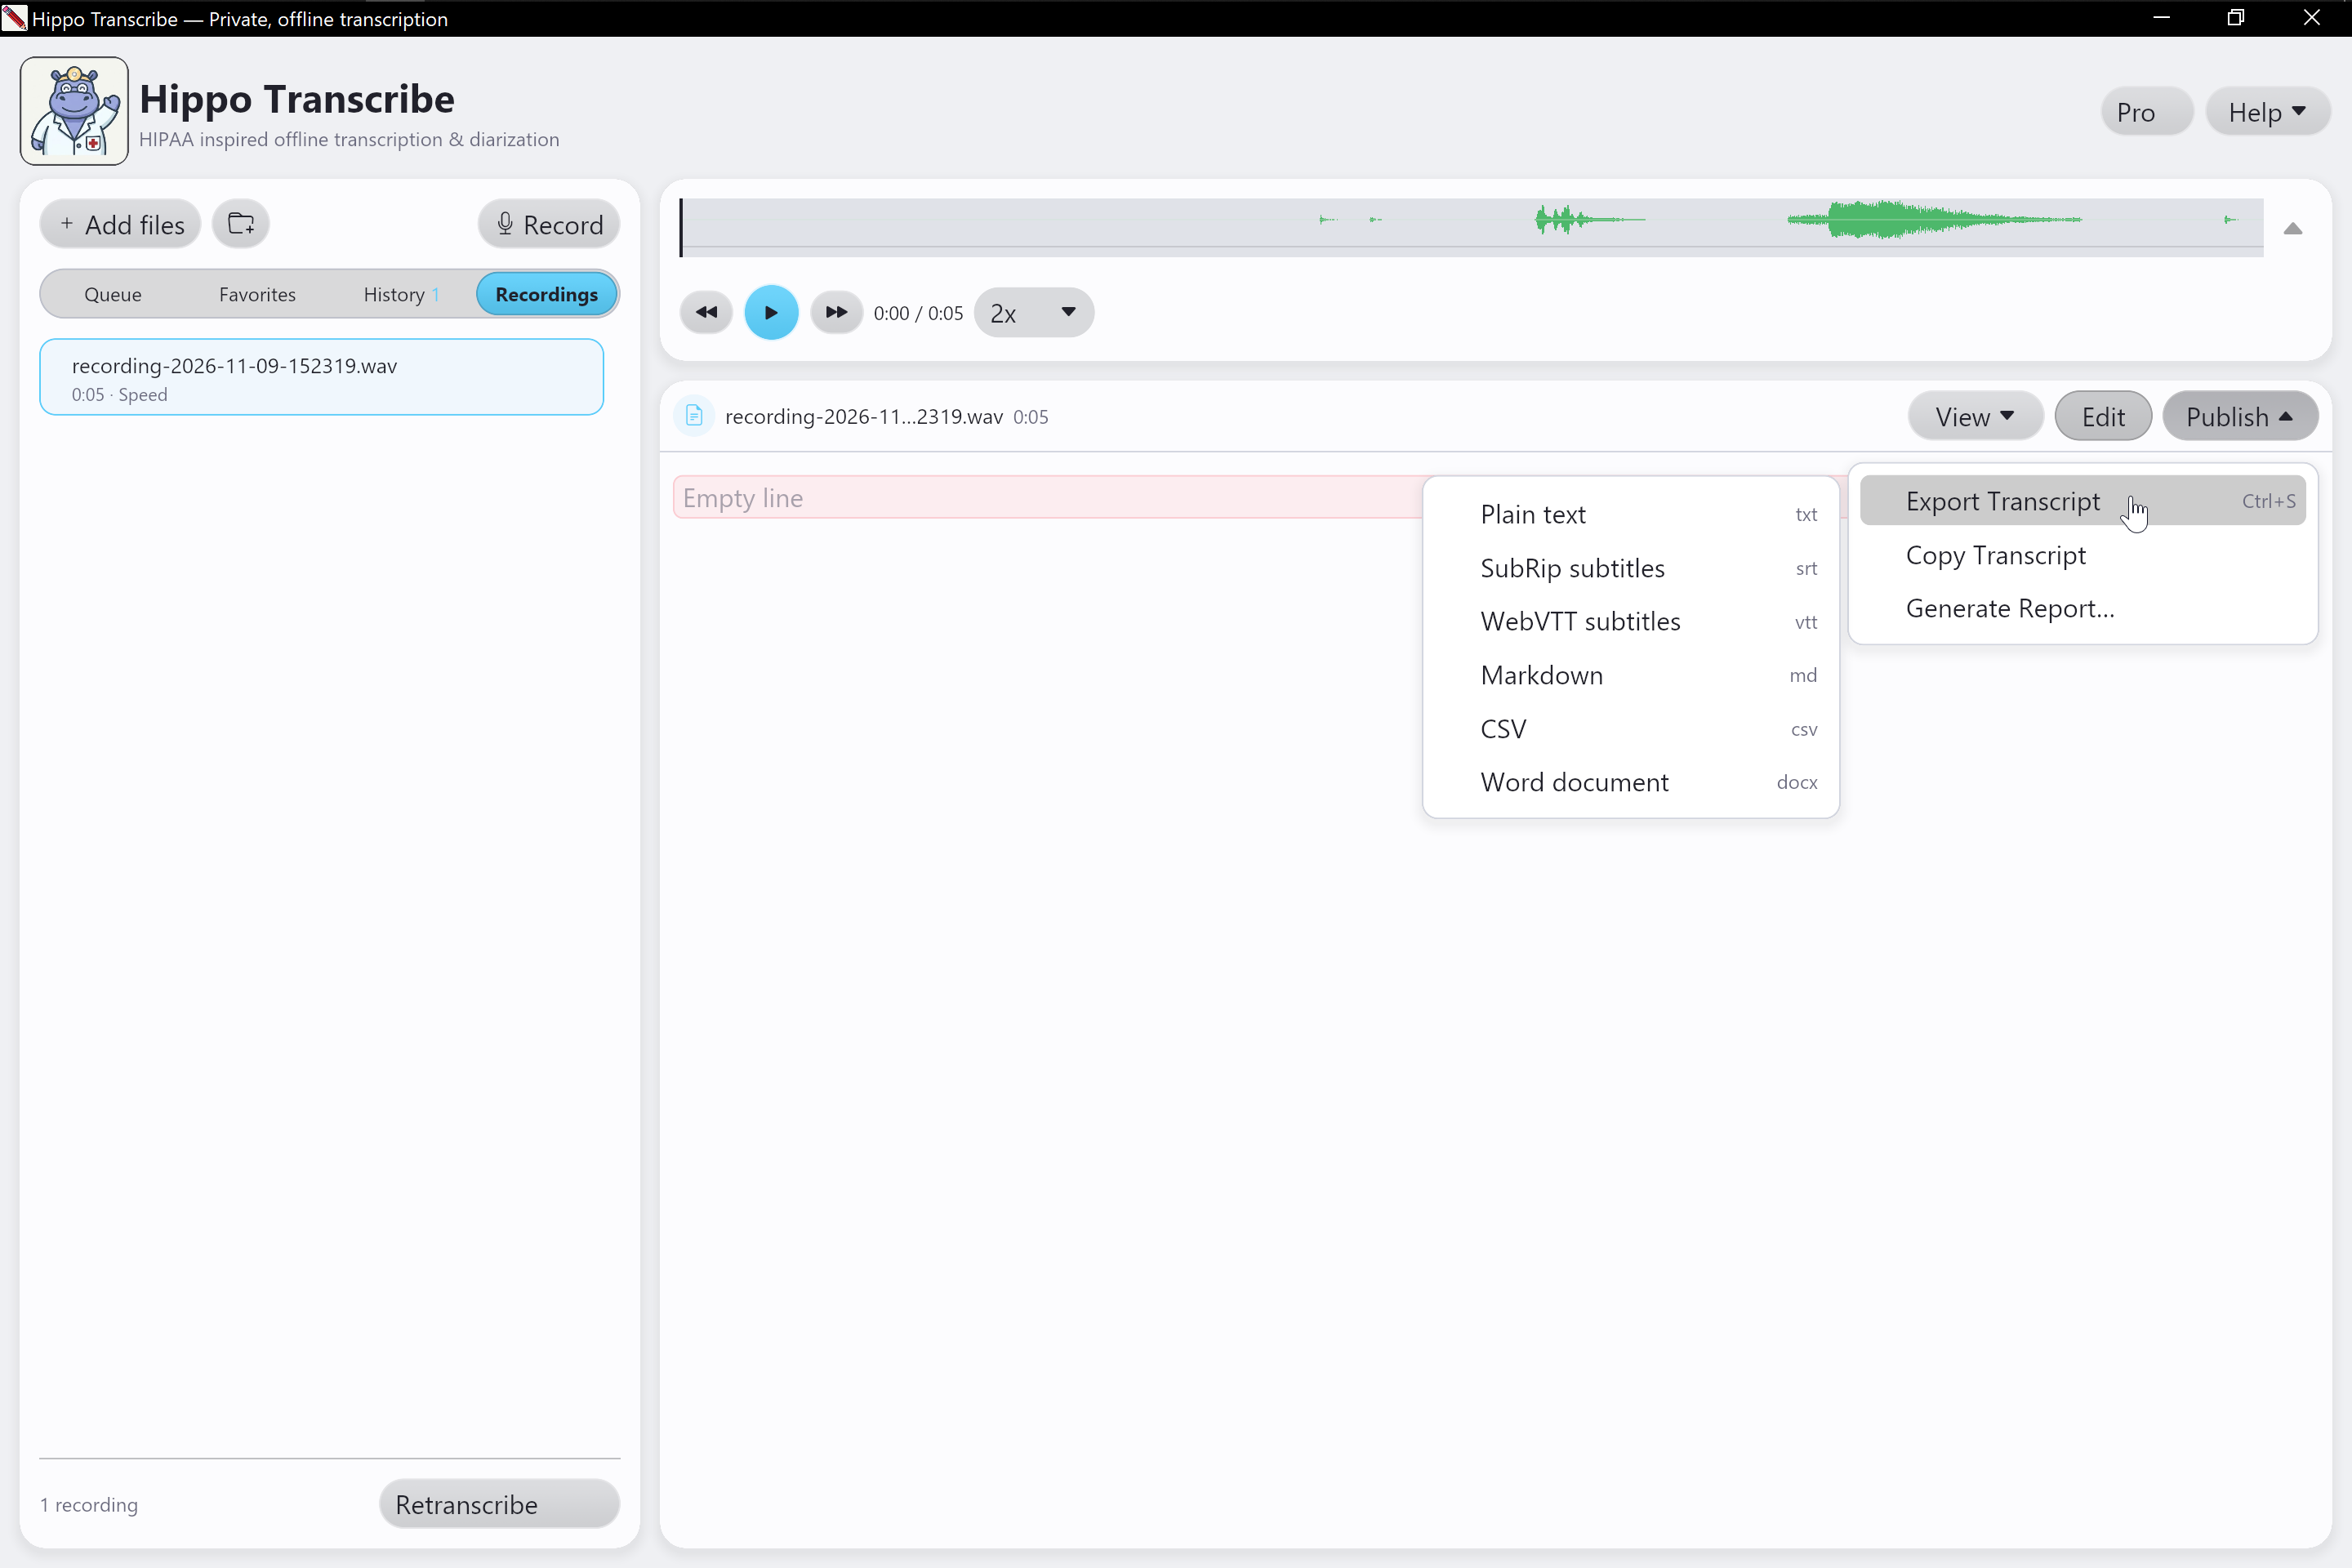 Hippo Transcribe — Private, offline transcription
Hippo Transcribe
HIPAA inspired offline transcription & diarization
Pro
Help
+ Add files
Record
Queue
Favorites
History 1
Recordings
recording-2026-11-09-152319.wav
0:05 · Speed
0:00 / 0:05
2x
recording-2026-11...2319.wav 0:05
View
Edit
Publish
Empty line
Plain text txt
SubRip subtitles srt
WebVTT subtitles vtt
Markdown md
CSV csv
Word document docx
Export Transcript Ctrl+S
Copy Transcript
Generate Report...
1 recording
Retranscribe